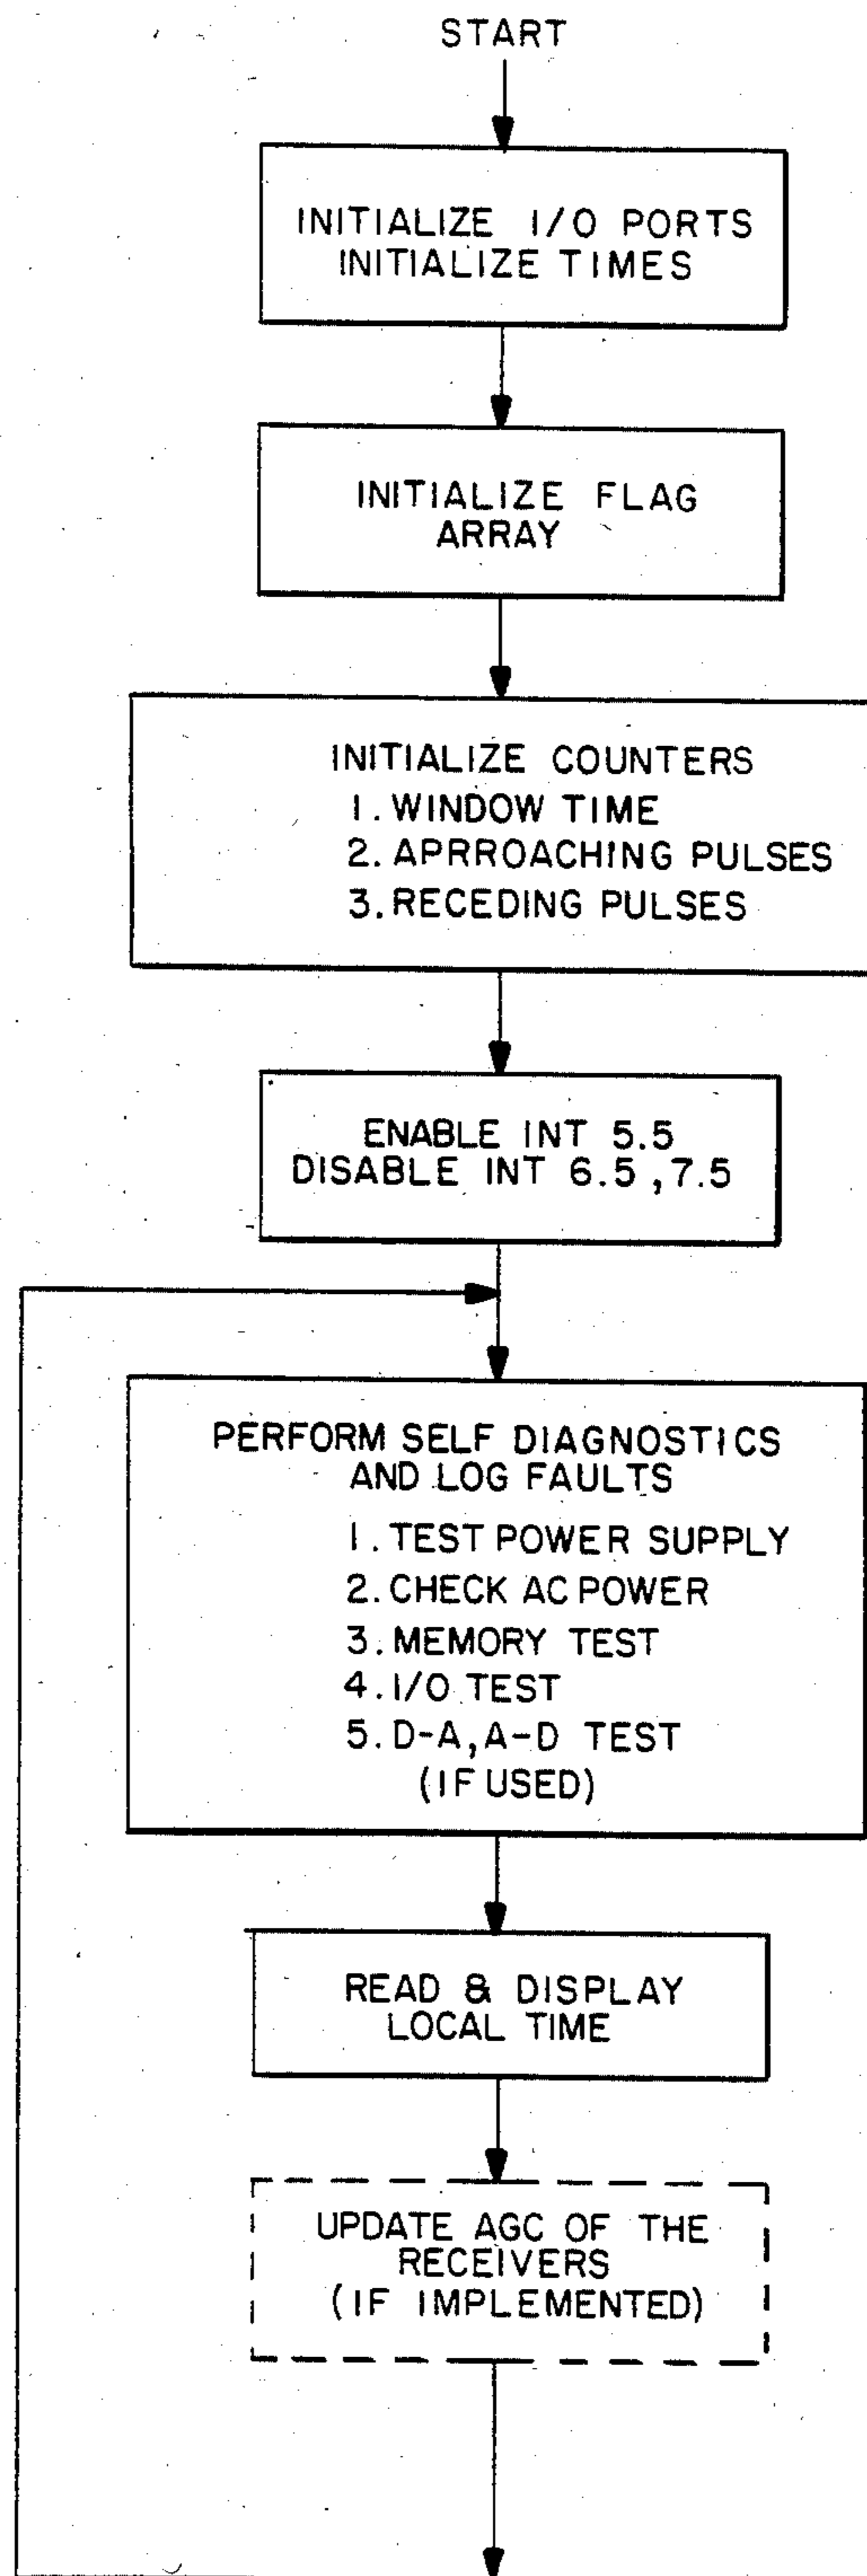 START
INITIALIZE I/O PORTS
INITIALIZE TIMES
INITIALIZE FLAG
ARRAY
INITIALIZE COUNTERS
1. WINDOW TIME
2. APRROACHING PULSES
3. RECEDING PULSES
ENABLE INT 5.5
DISABLE INT 6.5, 7.5
PERFORM SELF DIAGNOSTICS
AND LOG FAULTS
1. TEST POWER SUPPLY
2. CHECK AC POWER
3. MEMORY TEST
4. I/O TEST
5. D-A, A-D TEST
(IF USED)
READ & DISPLAY
LOCAL TIME
UPDATE AGC OF THE
RECEIVERS
(IF IMPLEMENTED)